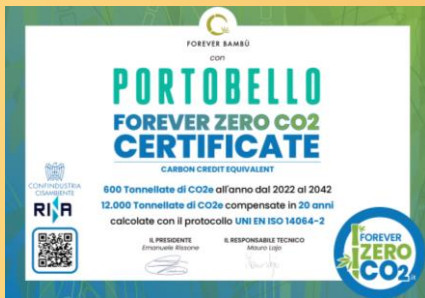 FOREVER BAMBÙ
con
PORTOBELLO
FOREVER ZERO CO2
CERTIFICATE
CARBON CREDIT EQUIVALENT
600 Tonnellate di CO2e all'anno dal 2022 al 2042
12.000 Tonnellate di CO2e compensate in 20 anni
calcolate con il protocollo UNI EN ISO 14064-2
CONFINDUSTRIA
CISAMBIENTE
RINA
IL PRESIDENTE
Emanuele Rissone
IL RESPONSABILE TECNICO
Mauro Lajo
FOREVER
ZERO
CO2